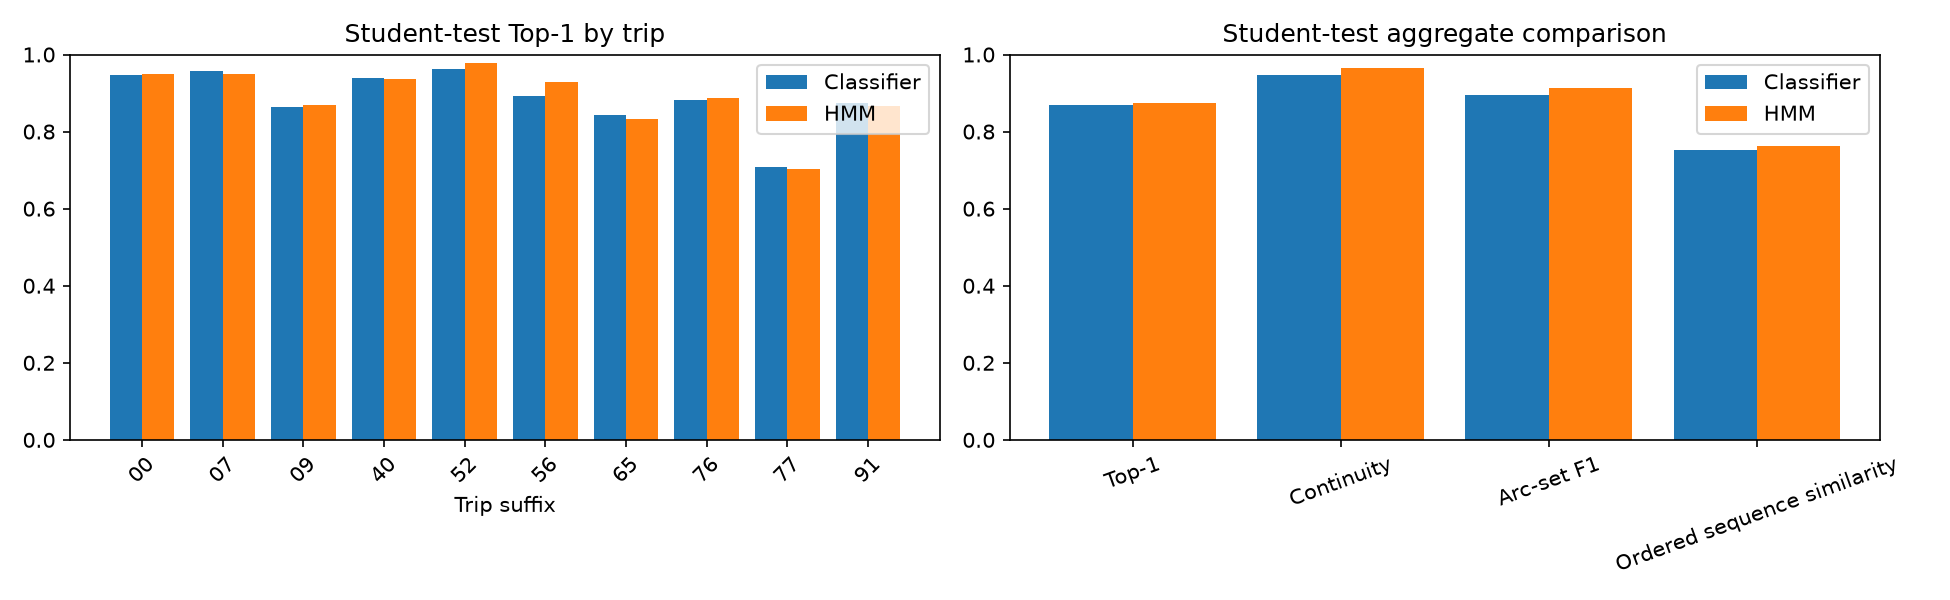 Student-test Top-1 by trip
1.0
0.8
0.6
0.4
0.2
0.0
Classifier
HMM
00 07 09 40 52 56 65 76 77 91
Trip suffix
Student-test aggregate comparison
1.0
0.8
0.6
0.4
0.2
0.0
Classifier
HMM
Top-1 Continuity Arc-set F1 Ordered sequence similarity